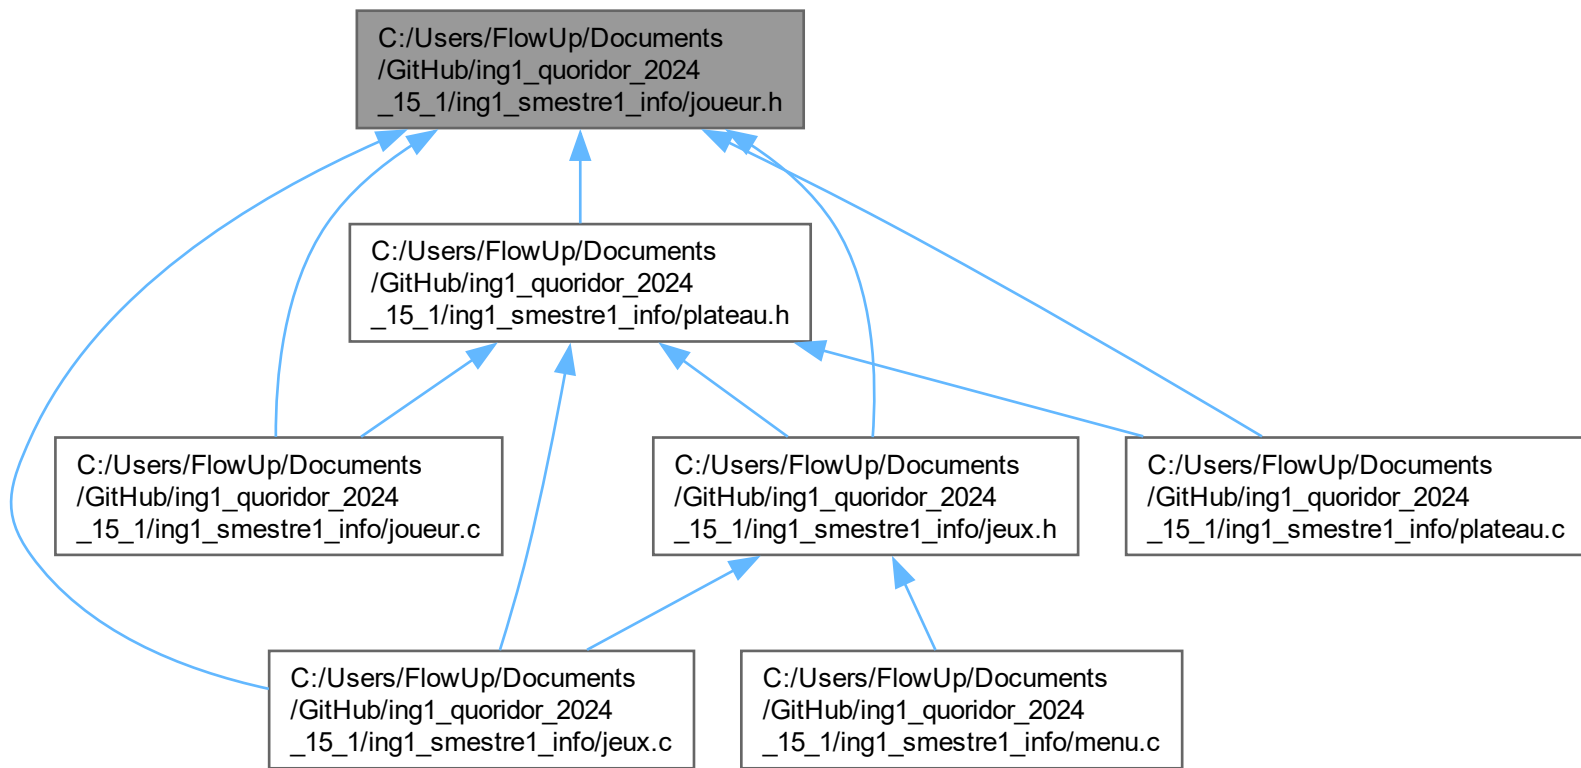 C:/Users/FlowUp/Documents
/GitHub/ing1_quoridor_2024
_15_1/ing1_smestre1_info/joueur.h
C:/Users/FlowUp/Documents
/GitHub/ing1_quoridor_2024
_15_1/ing1_smestre1_info/plateau.h
C:/Users/FlowUp/Documents
/GitHub/ing1_quoridor_2024
_15_1/ing1_smestre1_info/joueur.c
C:/Users/FlowUp/Documents
/GitHub/ing1_quoridor_2024
_15_1/ing1_smestre1_info/jeux.h
C:/Users/FlowUp/Documents
/GitHub/ing1_quoridor_2024
_15_1/ing1_smestre1_info/plateau.c
C:/Users/FlowUp/Documents
/GitHub/ing1_quoridor_2024
_15_1/ing1_smestre1_info/jeux.c
C:/Users/FlowUp/Documents
/GitHub/ing1_quoridor_2024
_15_1/ing1_smestre1_info/menu.c